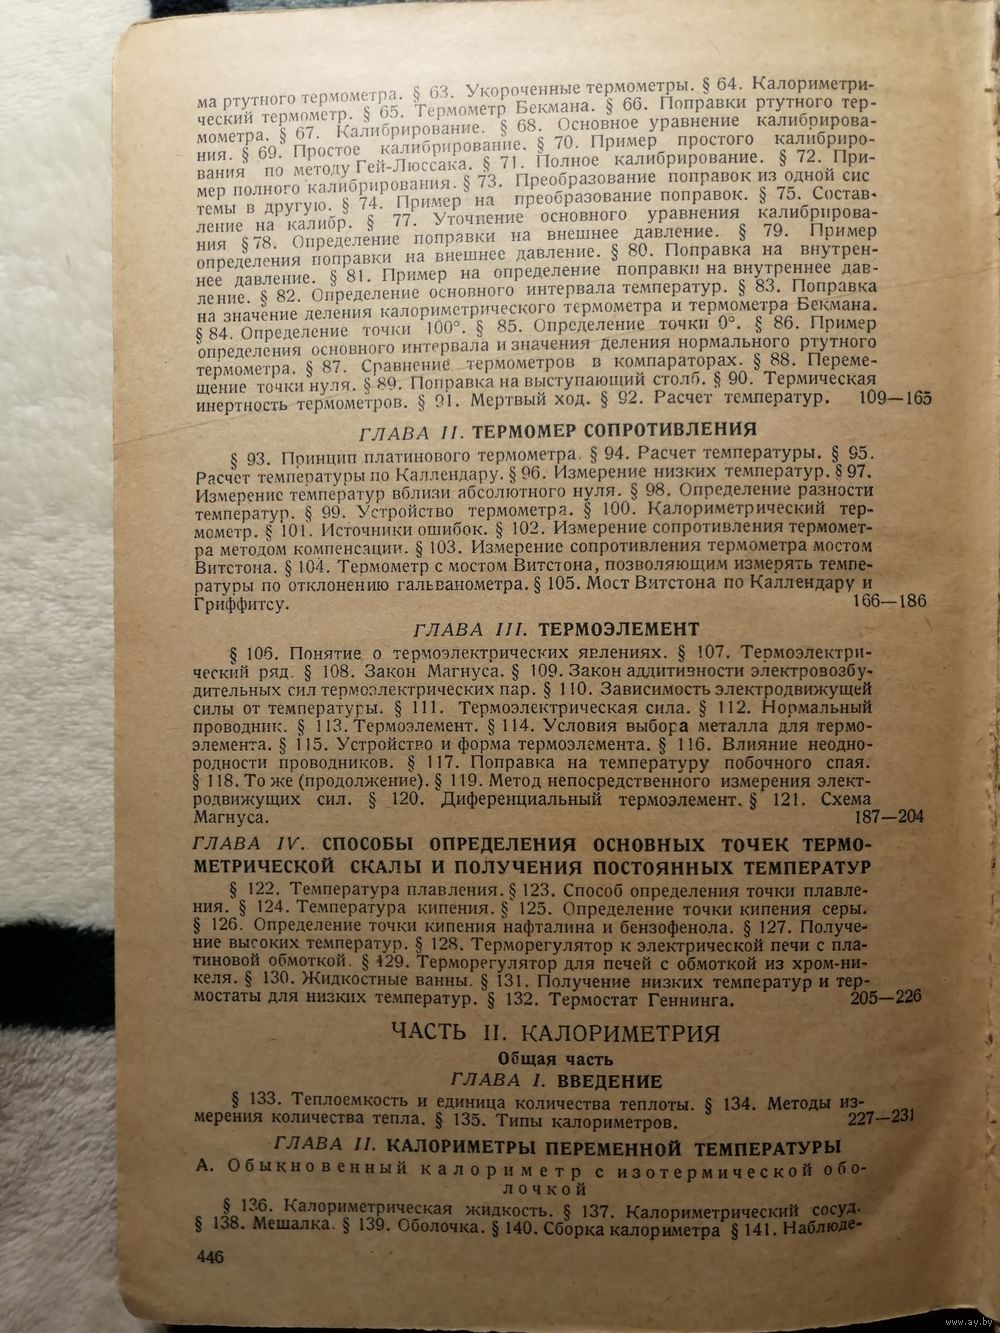 ма ртутного термометра. § 63. Укороченные термометры. § 64. Калориметри-
ческий термометр. § 65. Термометр Бекмана. § 66. Поправки ртутного тер-
мометра. § 67. Калибрирование. § 68. Основное уравнение калибрирова-
ния. § 69. Простое калибрирование. § 70. Пример простого калибриро-
вания по методу Гей-Люссака. § 71. Полное калибрирование. § 72. При-
мер полного калибрирования. § 73. Преобразование поправок из одной сис
темы в другую. § 74. Пример на преобразование поправок. § 75. Состав-
ление на калибр. § 77. Уточнение основного уравнения калибрирова-
ния § 78. Определение поправки на внешнее давление. § 79. Пример
определения поправки на внешнее давление. § 80. Поправка на внутрен-
нее давление. § 81. Пример на определение поправки на внутреннее дав-
ление. § 82. Определение основного интервала температур. § 83. Поправка
на значение деления калориметрического термометра и термометра Бекмана.
§ 84. Определение точки 100°. § 85. Определение точки 0°. § 86. Пример
определения основного интервала и значения деления нормального ртутного
термометра. § 87. Сравнение термометров в компараторах. § 88. Переме-
щение точки нуля. § 89. Поправка на выступающий столб. § 90. Термическая
инертность термометров. § 91. Мертвый ход. § 92. Расчет температур. 109—165
ГЛАВА II. ТЕРМОМЕР СОПРОТИВЛЕНИЯ
§ 93. Принцип платинового термометра. § 94. Расчет температуры. § 95.
Расчет температуры по Каллендару. § 96. Измерение низких температур. § 97.
Измерение температур вблизи абсолютного нуля. § 98. Определение разности
температур. § 99. Устройство термометра. § 100. Калориметрический тер-
мометр. § 101. Источники ошибок. § 102. Измерение сопротивления термомет-
ра методом компенсации. § 103. Измерение сопротивления термометра мостом
Витстона. § 104. Термометр с мостом Витстона, позволяющим измерять темпе-
ратуры по отклонению гальванометра. § 105. Мост Витстона по Каллендару и
Гриффитсу. 166—186
ГЛАВА III. ТЕРМОЭЛЕМЕНТ
§ 106. Понятие о термоэлектрических явлениях. § 107. Термоэлектри-
ческий ряд. § 108. Закон Магнуса. § 109. Закон аддитивности электровозбу-
дительных сил термоэлектрических пар. § 110. Зависимость электродвижущей
силы от температуры. § 111. Термоэлектрическая сила. § 112. Нормальный
проводник. § 113. Термоэлемент. § 114. Условия выбора металла для термо-
элемента. § 115. Устройство и форма термоэлемента. § 116. Влияние неодно-
родности проводников. § 117. Поправка на температуру побочного спая.
§ 118. То же (продолжение). § 119. Метод непосредственного измерения элект-
родвижущих сил. § 120. Диференциальный термоэлемент. § 121. Схема
Магнуса. 187—204
ГЛАВА IV. СПОСОБЫ ОПРЕДЕЛЕНИЯ ОСНОВНЫХ ТОЧЕК ТЕРМО-
МЕТРИЧЕСКОЙ СКАЛЫ И ПОЛУЧЕНИЯ ПОСТОЯННЫХ ТЕМПЕРАТУР
§ 122. Температура плавления. § 123. Способ определения точки плавле-
ния. § 124. Температура кипения. § 125. Определение точки кипения серы.
§ 126. Определение точки кипения нафталина и бензофенола. § 127. Получе-
ние высоких температур. § 128. Терморегулятор к электрической печи с пла-
тиновой обмоткой. § 129. Терморегулятор для печей с обмоткой из хром-ни-
келя. § 130. Жидкостные ванны. § 131. Получение низких температур и тер-
мостаты для низких температур. § 132. Термостат Геннинга. 205—226
ЧАСТЬ II. КАЛОРИМЕТРИЯ
Общая часть
ГЛАВА I. ВВЕДЕНИЕ
§ 133. Теплоемкость и единица количества теплоты. § 134. Методы из-
мерения количества тепла. § 135. Типы калориметров. 227—231
ГЛАВА II. КАЛОРИМЕТРЫ ПЕРЕМЕННОЙ ТЕМПЕРАТУРЫ
А. Обыкновенный калориметр с изотермической обо-
лочкой
§ 136. Калориметрическая жидкость. § 137. Калориметрический сосуд.
§ 138. Мешалка. § 139. Оболочка. § 140. Сборка калориметра § 141. Наблюде-
446
www.ay.by